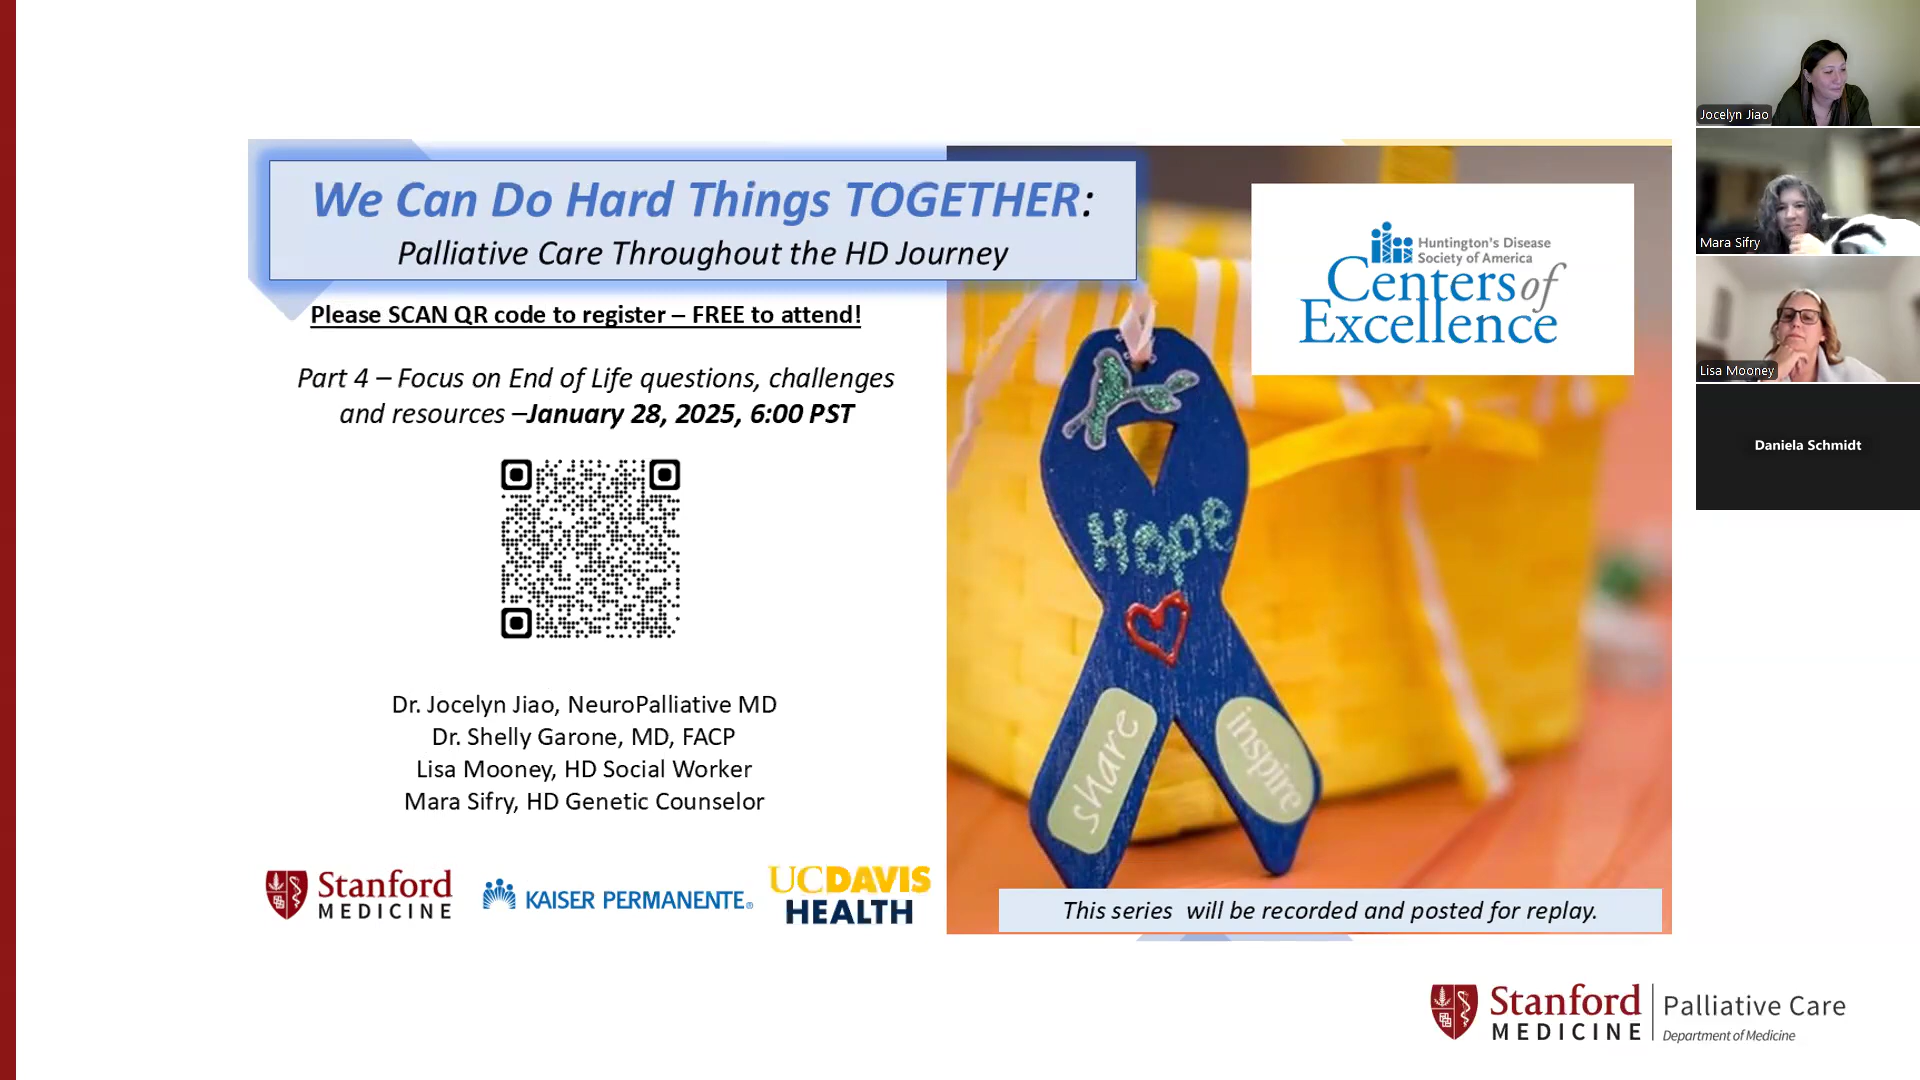 We Can Do Hard Things TOGETHER:
Palliative Care Throughout the HD Journey
Please SCAN QR code to register – FREE to attend!
Part 4 – Focus on End of Life questions, challenges
and resources –January 28, 2025, 6:00 PST
Dr. Jocelyn Jiao, NeuroPalliative MD
Dr. Shelly Garone, MD, FACP
Lisa Mooney, HD Social Worker
Mara Sifry, HD Genetic Counselor
Stanford
MEDICINE
KAISER PERMANENTE®
UCDAVIS
HEALTH
Huntington's Disease
Society of America
Centers of
Excellence
Hope
share
inspire
This series will be recorded and posted for replay.
Stanford
MEDICINE
Palliative Care
Department of Medicine
Jocelyn Jiao
Mara Sifry
Lisa Mooney
Daniela Schmidt